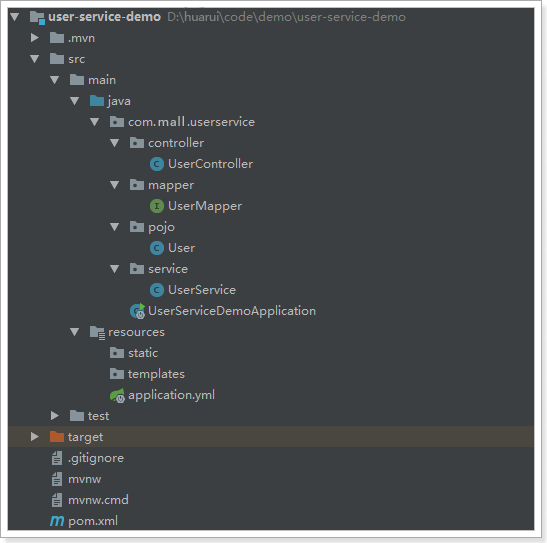 user-service-demo D:\huarui\code\demo\user-service-demo
.mvn
src
main
java
com.mall.userservice
controller
UserController
mapper
UserMapper
pojo
User
service
UserService
UserServiceDemoApplication
resources
static
templates
application.yml
test
target
.gitignore
mvnw
mvnw.cmd
pom.xml